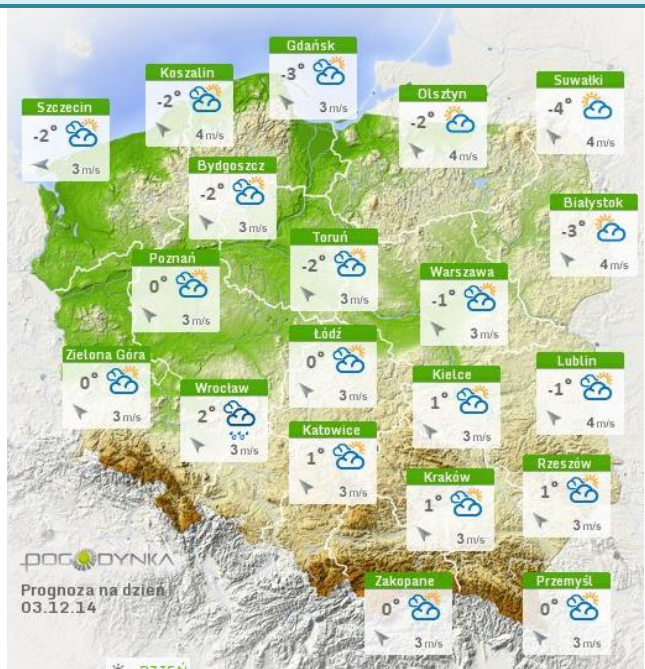 Gdańsk
-3°
3 m/s
Koszalin
-2°
4 m/s
Suwałki
-4°
4 m/s
Olsztyn
-2°
4 m/s
Szczecin
-2°
3 m/s
Bydgoszcz
-2°
3 m/s
Białystok
-3°
4 m/s
Toruń
-2°
3 m/s
Poznań
0°
3 m/s
Warszawa
-1°
3 m/s
Łódź
0°
3 m/s
Zielona Góra
0°
3 m/s
Lublin
-1°
4 m/s
Kielce
1°
3 m/s
Wrocław
2°
3 m/s
Katowice
1°
3 m/s
Rzeszów
1°
3 m/s
Kraków
1°
3 m/s
POGODYNKA
Prognoza na dzień
03.12.14
Zakopane
0°
3 m/s
Przemyśl
0°
3 m/s
DZIEŃ